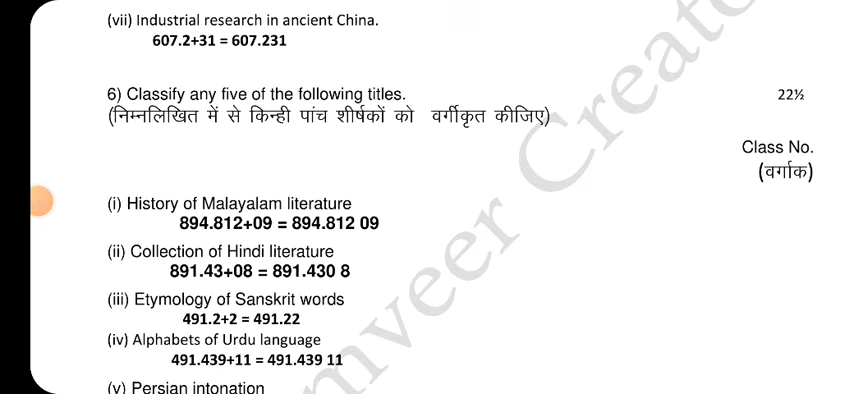 (vii) Industrial research in ancient China.
607.2+31 = 607.231
6) Classify any five of the following titles. 22½
(निम्नलिखित में से किन्ही पांच शीर्षकों को वर्गीकृत कीजिए)
Class No.
(वर्गाक)
(i) History of Malayalam literature
894.812+09 = 894.812 09
(ii) Collection of Hindi literature
891.43+08 = 891.430 8
(iii) Etymology of Sanskrit words
491.2+2 = 491.22
(iv) Alphabets of Urdu language
491.439+11 = 491.439 11
(v) Persian intonation